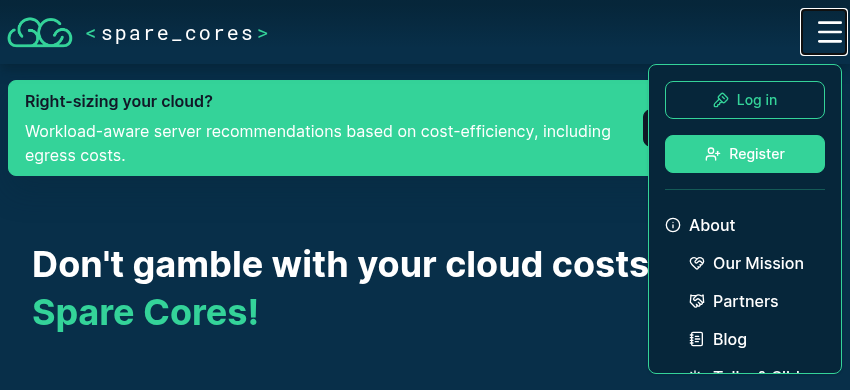 <spare_cores>
Log in
Register
About
Our Mission
Partners
Blog
Right-sizing your cloud?
Workload-aware server recommendations based on cost-efficiency, including
egress costs.
Don't gamble with your cloud costs
Spare Cores!